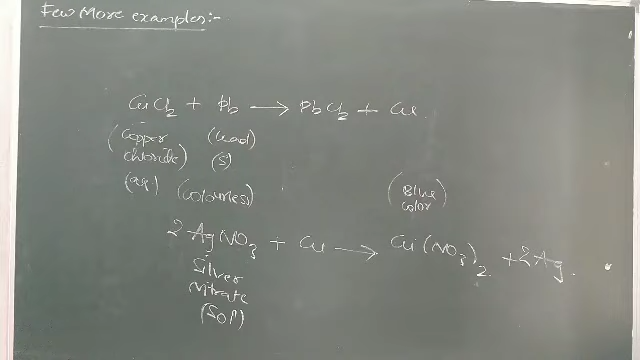 Few More examples:-
CuCl2 + Pb → PbCl2 + Cu.
(Copper chloride) (Lead)
(aq.) (S)
(Colourless) (Blue color)
2AgNO3 + Cu → Cu(NO3)2 + 2Ag.
Silver
Nitrate
(Sol)